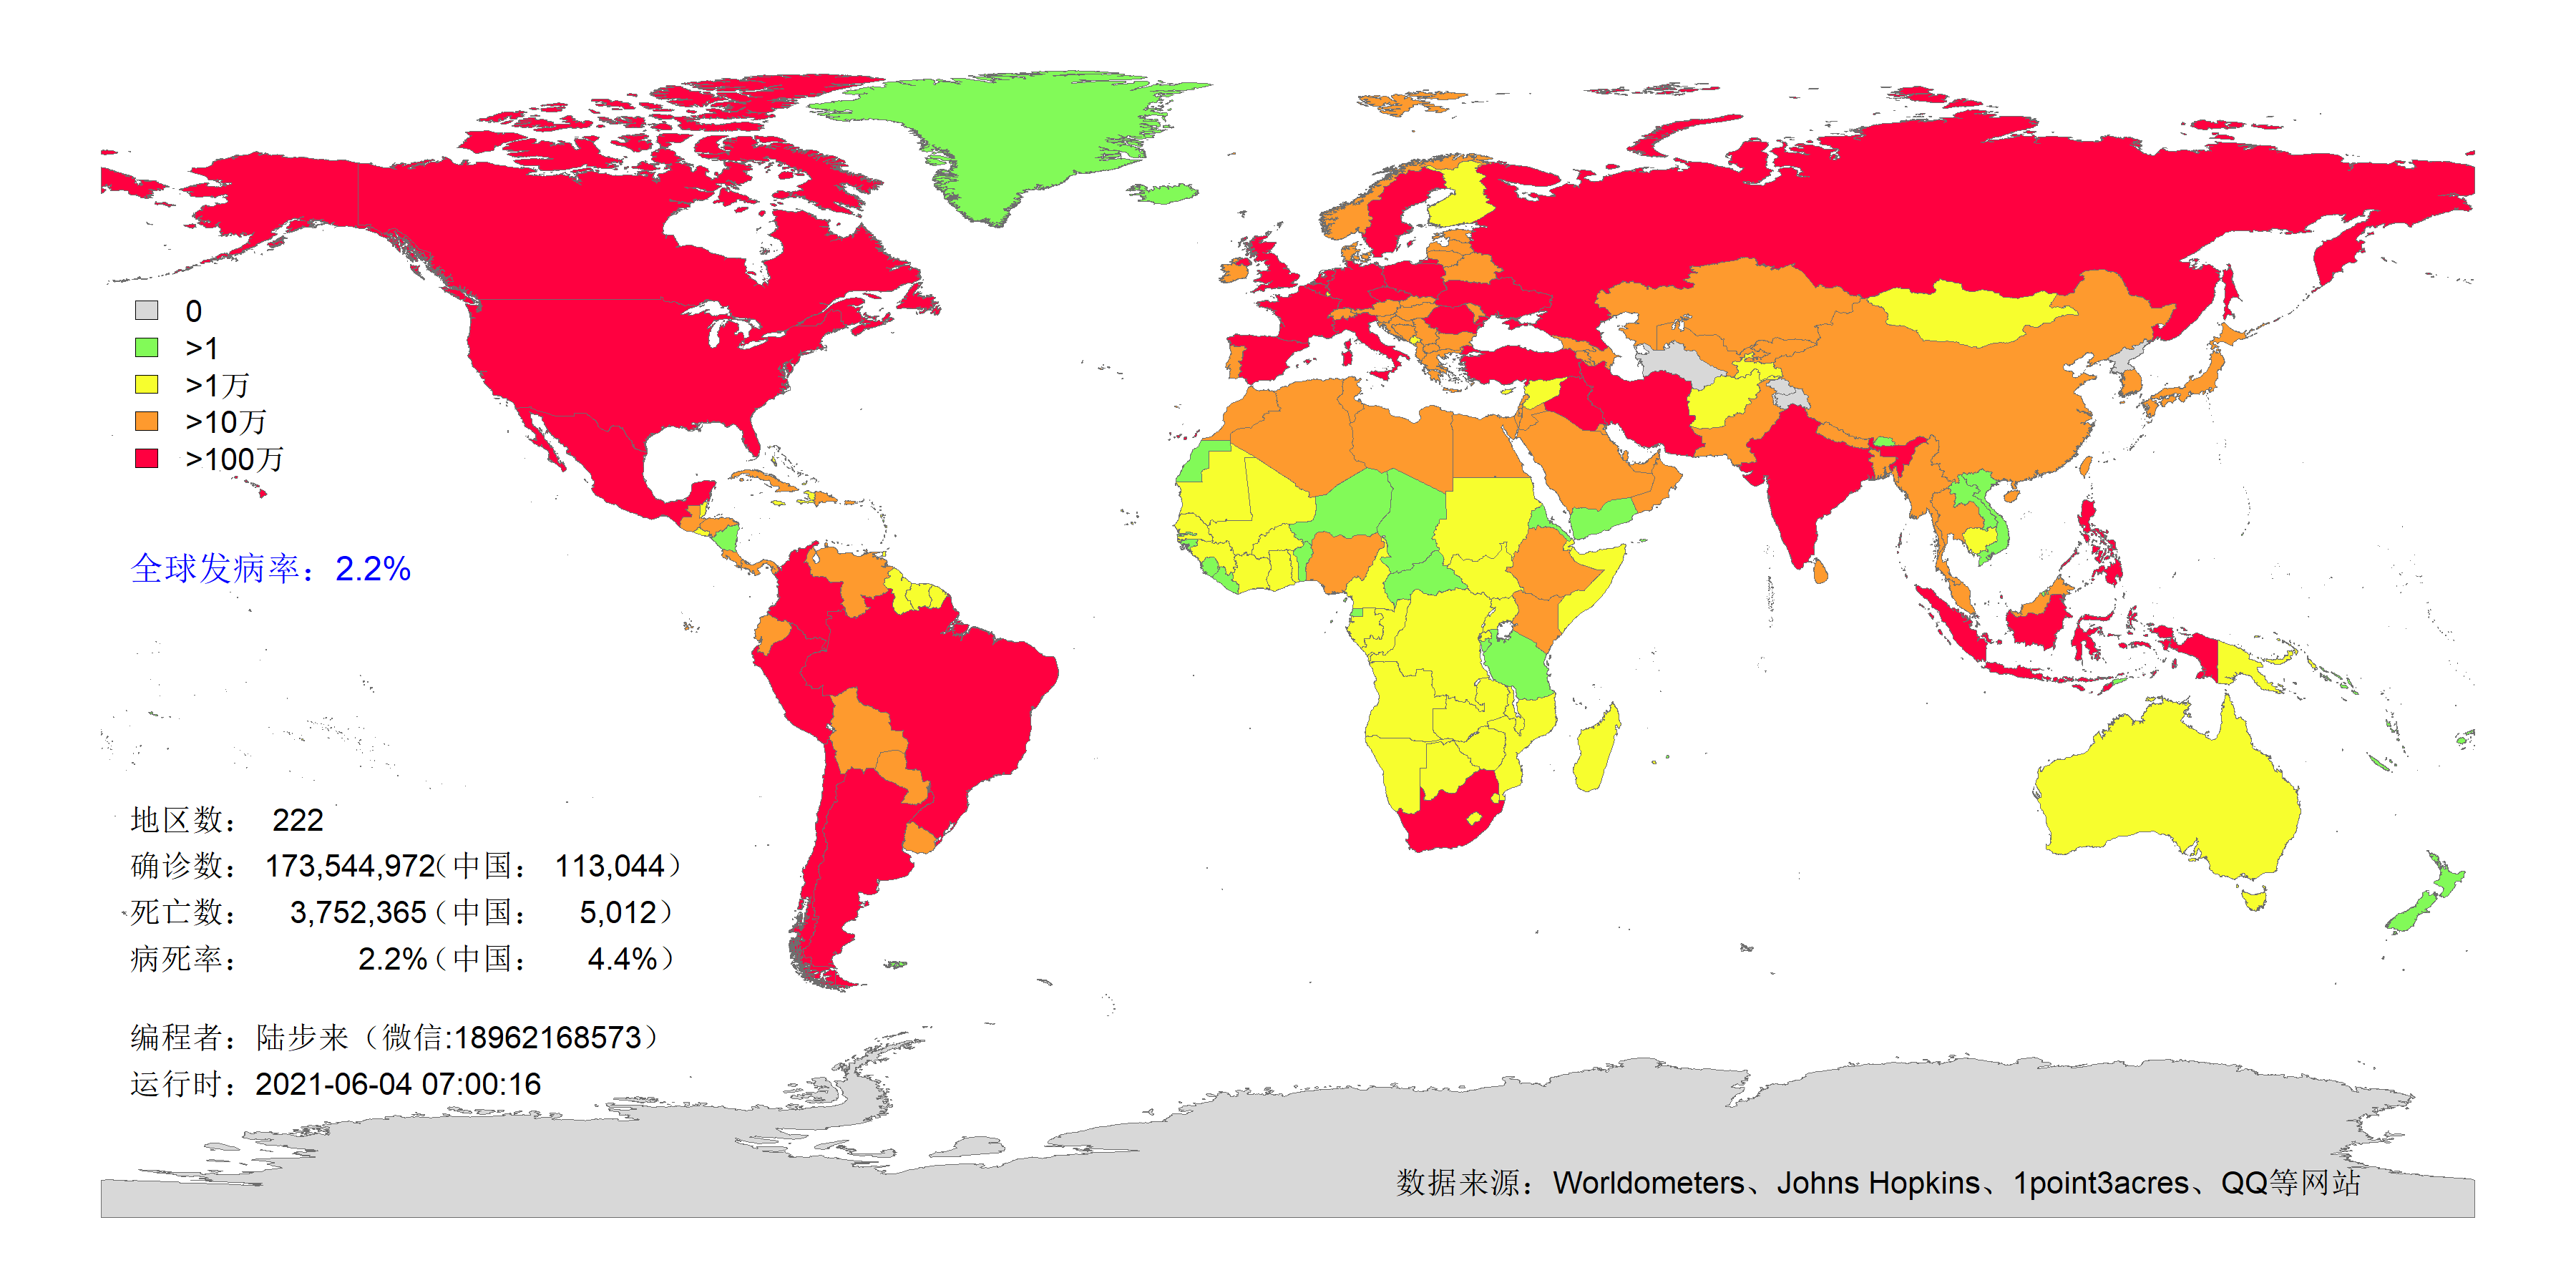 0
>1
>1万
>10万
>100万
全球发病率：2.2%
地区数： 222
确诊数： 173,544,972（中国： 113,044）
死亡数： 3,752,365（中国： 5,012）
病死率： 2.2%（中国： 4.4%）
编程者：陆步来（微信:18962168573）
运行时：2021-06-04 07:00:16
数据来源：Worldometers、Johns Hopkins、1point3acres、QQ等网站